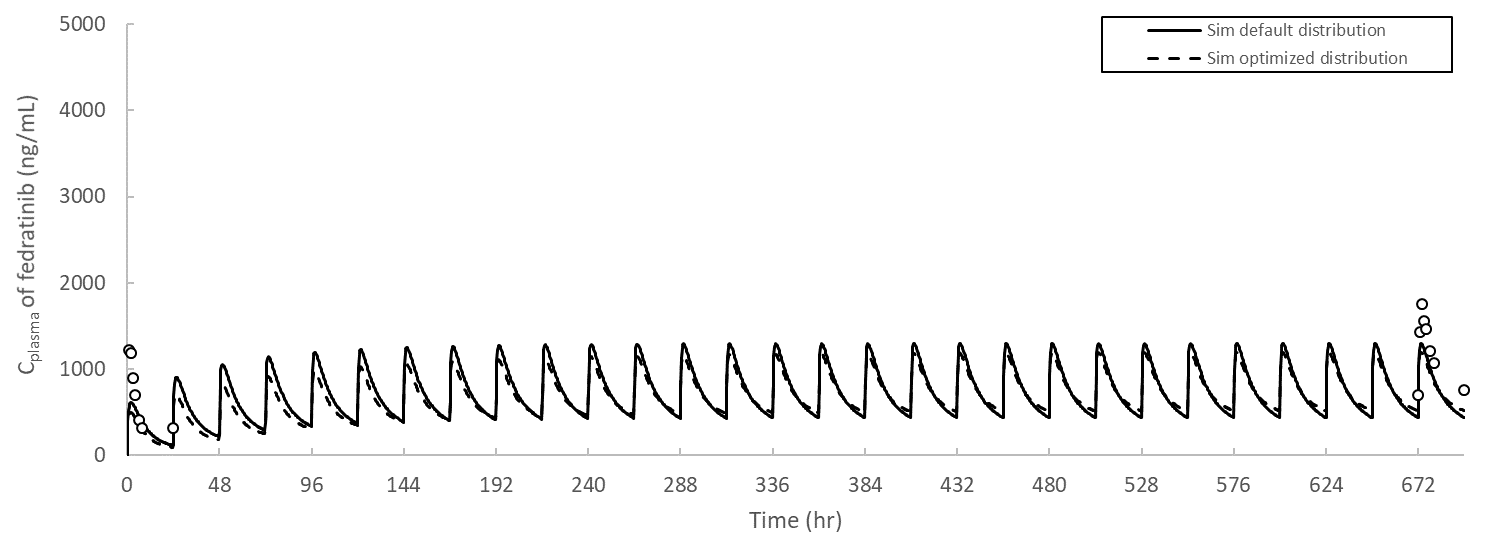 5000
Sim default distribution
Sim optimized distribution
4000
3000
2000
1000
0
Cplasma of fedratinib (ng/mL)
0 48 96 144 192 240 288 336 384 432 480 528 576 624 672
Time (hr)